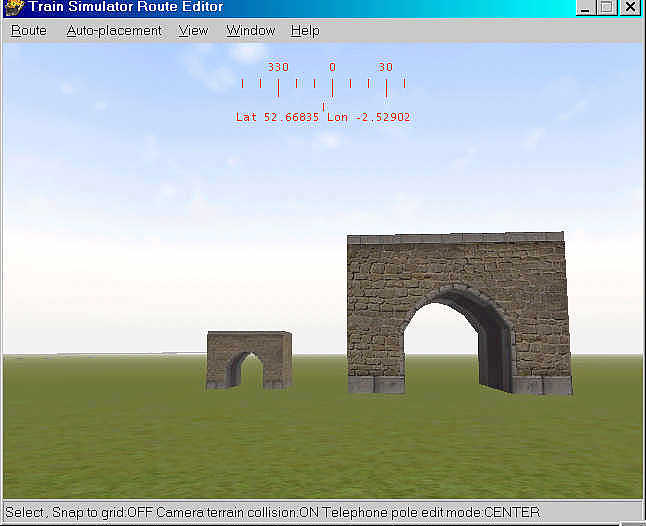 Train Simulator Route Editor
Route Auto-placement View Window Help
330 0 30
Lat 52.66835 Lon -2.52902
Select, Snap to grid:OFF Camera terrain collision:ON Telephone pole edit mode:CENTER